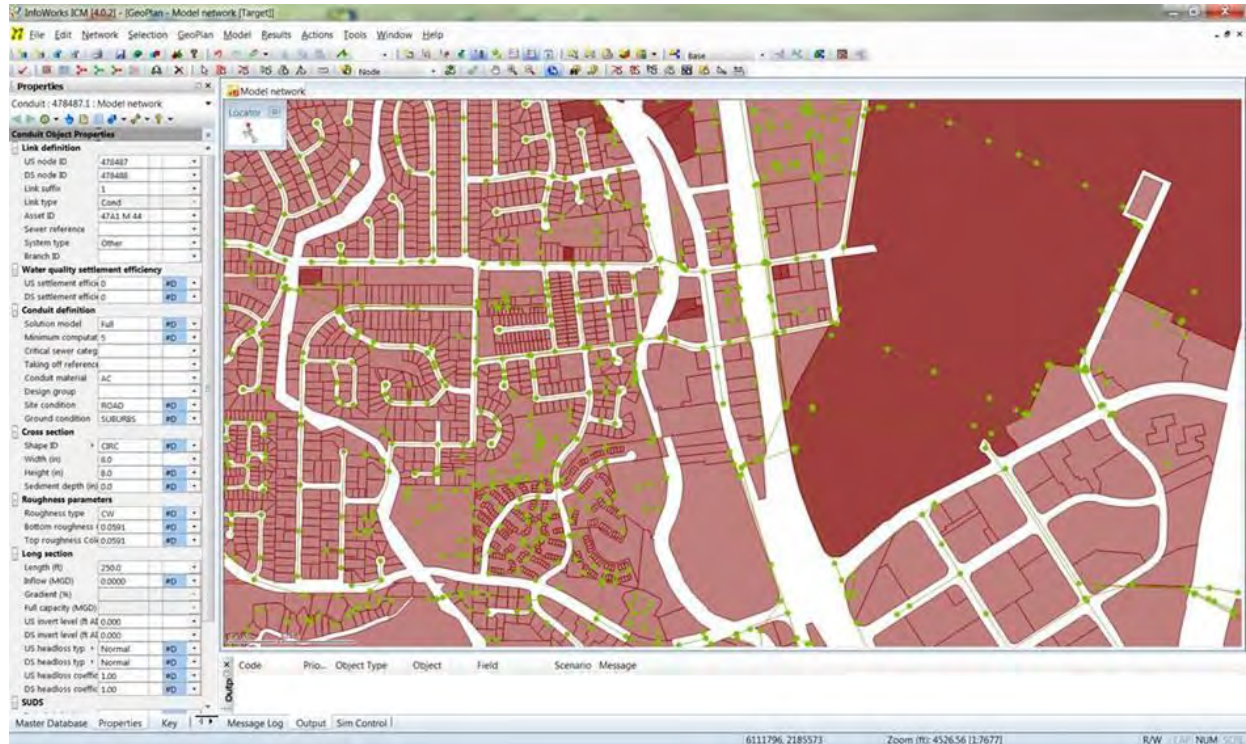 InfoWorks ICM [4.0.2] - [GeoPlan - Model network [Target]]
File Edit Network Selection GeoPlan Model Results Actions Tools Window Help
Base
Node
Properties
Model network
Conduit : 478487.1 : Model network
Locator
Conduit Object Properties
Link definition
US node ID 478487
DS node ID 478488
Link suffix 1
Link type Cond
Asset ID 47A1 M 44
Sewer reference
System type Other
Branch ID
Water quality settlement efficiency
US settlement effici 0 #D
DS settlement effici 0 #D
Conduit definition
Solution model Full #D
Minimum computat 5 #D
Critical sewer categ
Taking off reference
Conduit material AC
Design group
Site condition ROAD #D
Ground condition SUBURBS #D
Cross section
Shape ID CIRC #D
Width (in) 8.0
Height (in) 8.0 #D
Sediment depth (in) 0.0 #D
Roughness parameters
Roughness type CW #D
Bottom roughness 0.0591 #D
Top roughness Cole 0.0591 #D
Long section
Length (ft) 250.0
Inflow (MGD) 0.0000 #D
Gradient (%)
Full capacity (MGD)
US invert level (ft AD 0.000
DS invert level (ft AD 0.000
US headloss typ Normal #D
DS headloss typ Normal #D
US headloss coeffic 1.00 #D
DS headloss coeffic 1.00 #D
SUDS
Code Prio... Object Type Object Field Scenario Message
Outpu
Master Database Properties Key Message Log Output Sim Control
6111796, 2185573 Zoom (ft): 4526.56 [1:7677] R/W CAP NUM SCRL